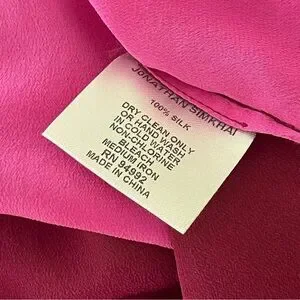 JONATHAN SIMKHAI
100% SILK
DRY CLEAN ONLY
OR HAND WASH
IN COLD WATER
NON-CHLORINE
BLEACH
MEDIUM IRON
RN 94992
MADE IN CHINA